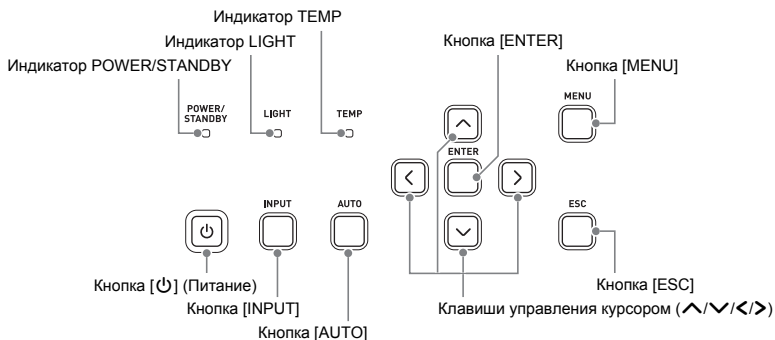 Индикатор TEMP
Индикатор LIGHT
Кнопка [ENTER]
Индикатор POWER/STANDBY
Кнопка [MENU]
POWER/
STANDBY
LIGHT
TEMP
MENU
ENTER
INPUT
AUTO
ESC
Кнопка [⏻] (Питание)
Кнопка [ESC]
Кнопка [INPUT]
Клавиши управления курсором (∧/∨/</>)
Кнопка [AUTO]